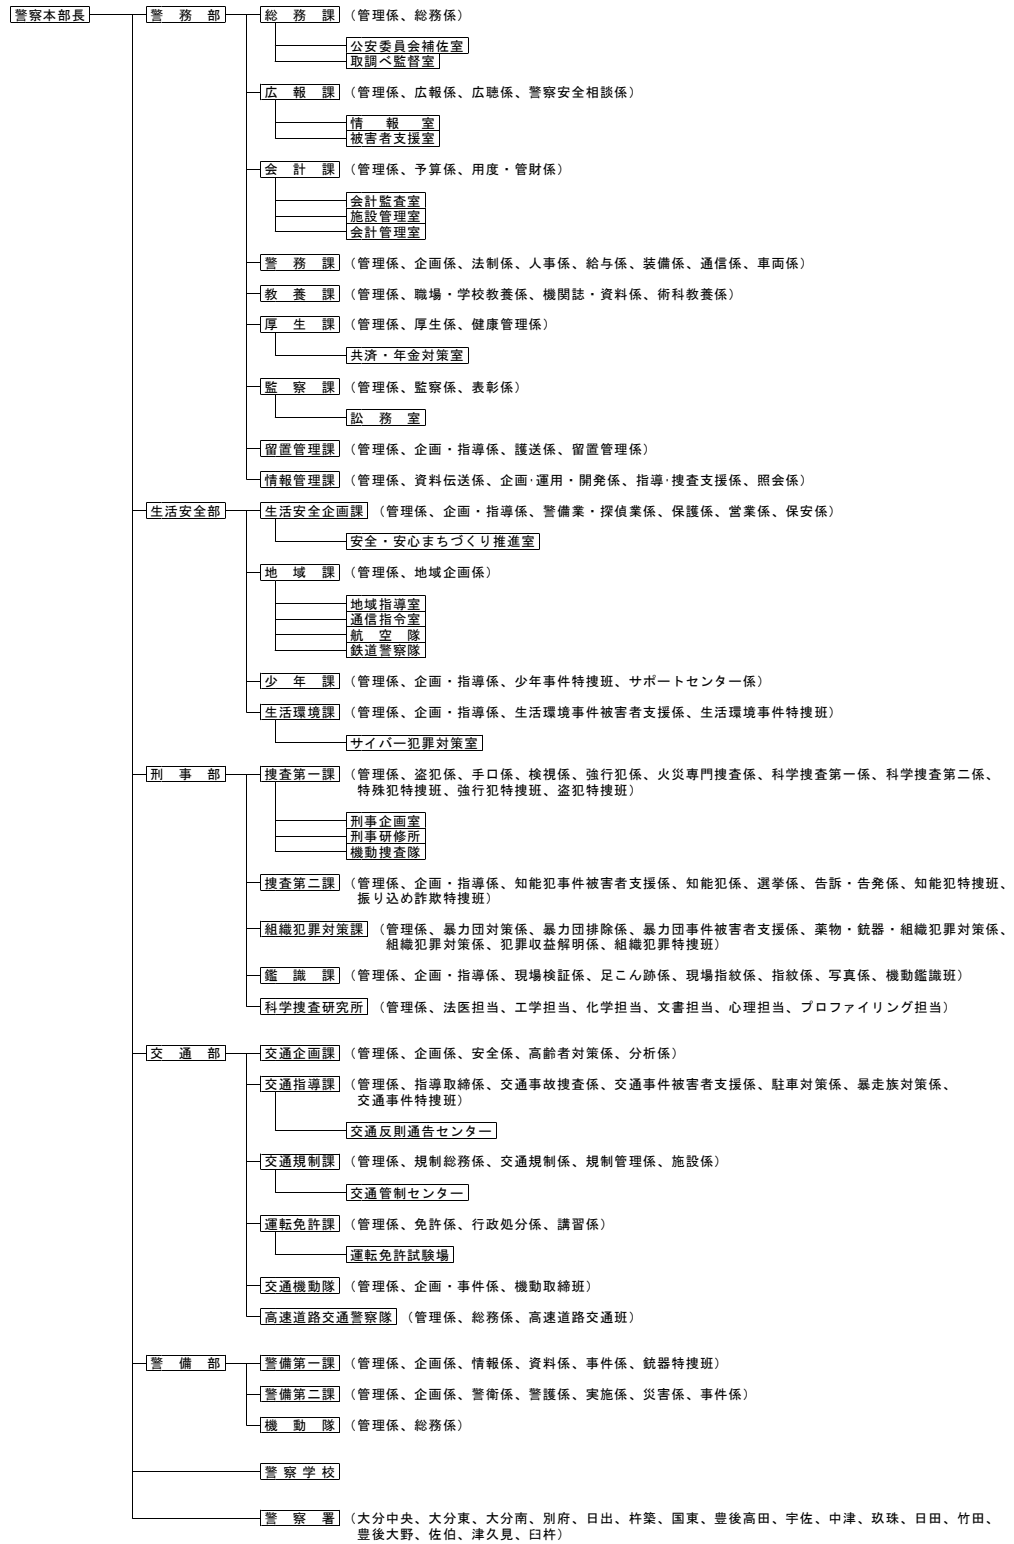 警察本部長 警務部 総務課 （管理係、総務係）
公安委員会補佐室
取調べ監督室
広報課 （管理係、広報係、広聴係、警察安全相談係）
情報室
被害者支援室
会計課 （管理係、予算係、用度・管財係）
会計監査室
施設管理室
会計管理室
警務課 （管理係、企画係、法制係、人事係、給与係、装備係、通信係、車両係）
教養課 （管理係、職場・学校教養係、機関誌・資料係、術科教養係）
厚生課 （管理係、厚生係、健康管理係）
共済・年金対策室
監察課 （管理係、監察係、表彰係）
訟務室
留置管理課 （管理係、企画・指導係、護送係、留置管理係）
情報管理課 （管理係、資料伝送係、企画･運用・開発係、指導･捜査支援係、照会係）
生活安全部 生活安全企画課 （管理係、企画・指導係、警備業・探偵業係、保護係、営業係、保安係）
安全・安心まちづくり推進室
地域課 （管理係、地域企画係）
地域指導室
通信指令室
航空隊
鉄道警察隊
少年課 （管理係、企画・指導係、少年事件特捜班、サポートセンター係）
生活環境課 （管理係、企画・指導係、生活環境事件被害者支援係、生活環境事件特捜班）
サイバー犯罪対策室
刑事部 捜査第一課 （管理係、盗犯係、手口係、検視係、強行犯係、火災専門捜査係、科学捜査第一係、科学捜査第二係、
特殊犯特捜班、強行犯特捜班、盗犯特捜班）
刑事企画室
刑事研修所
機動捜査隊
捜査第二課 （管理係、企画・指導係、知能犯事件被害者支援係、知能犯係、選挙係、告訴・告発係、知能犯特捜班、
振り込め詐欺特捜班）
組織犯罪対策課 （管理係、暴力団対策係、暴力団排除係、暴力団事件被害者支援係、薬物・銃器・組織犯罪対策係、
組織犯罪対策係、犯罪収益解明係、組織犯罪特捜班）
鑑識課 （管理係、企画・指導係、現場検証係、足こん跡係、現場指紋係、指紋係、写真係、機動鑑識班）
科学捜査研究所 （管理係、法医担当、工学担当、化学担当、文書担当、心理担当、プロファイリング担当）
交通部 交通企画課 （管理係、企画係、安全係、高齢者対策係、分析係）
交通指導課 （管理係、指導取締係、交通事故捜査係、交通事件被害者支援係、駐車対策係、暴走族対策係、
交通事件特捜班）
交通反則通告センター
交通規制課 （管理係、規制総務係、交通規制係、規制管理係、施設係）
交通管制センター
運転免許課 （管理係、免許係、行政処分係、講習係）
運転免許試験場
交通機動隊 （管理係、企画・事件係、機動取締班）
高速道路交通警察隊 （管理係、総務係、高速道路交通班）
警備部 警備第一課 （管理係、企画係、情報係、資料係、事件係、銃器特捜班）
警備第二課 （管理係、企画係、警衛係、警護係、実施係、災害係、事件係）
機動隊 （管理係、総務係）
警察学校
警察署 （大分中央、大分東、大分南、別府、日出、杵築、国東、豊後高田、宇佐、中津、玖珠、日田、竹田、
豊後大野、佐伯、津久見、臼杵）